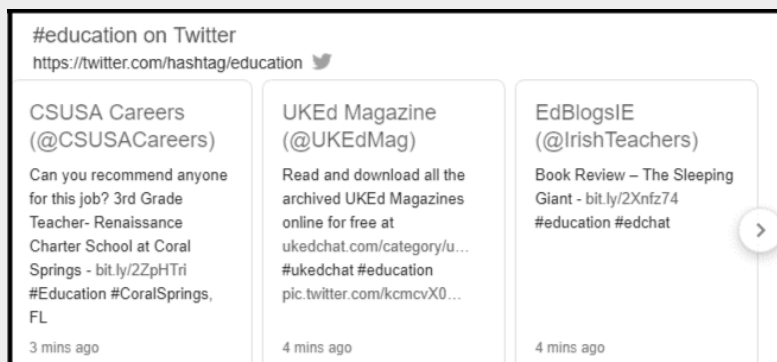 #education on Twitter
https://twitter.com/hashtag/education
CSUSA Careers
(@CSUSACareers)
Can you recommend anyone
for this job? 3rd Grade
Teacher- Renaissance
Charter School at Coral
Springs - bit.ly/2ZpHTri
#Education #CoralSprings,
FL
3 mins ago
UKEd Magazine
(@UKEdMag)
Read and download all the
archived UKEd Magazines
online for free at
ukedchat.com/category/u...
#ukedchat #education
pic.twitter.com/kcmcvX0...
4 mins ago
EdBlogsIE
(@IrishTeachers)
Book Review – The Sleeping
Giant - bit.ly/2Xnfz74
#education #edchat
4 mins ago